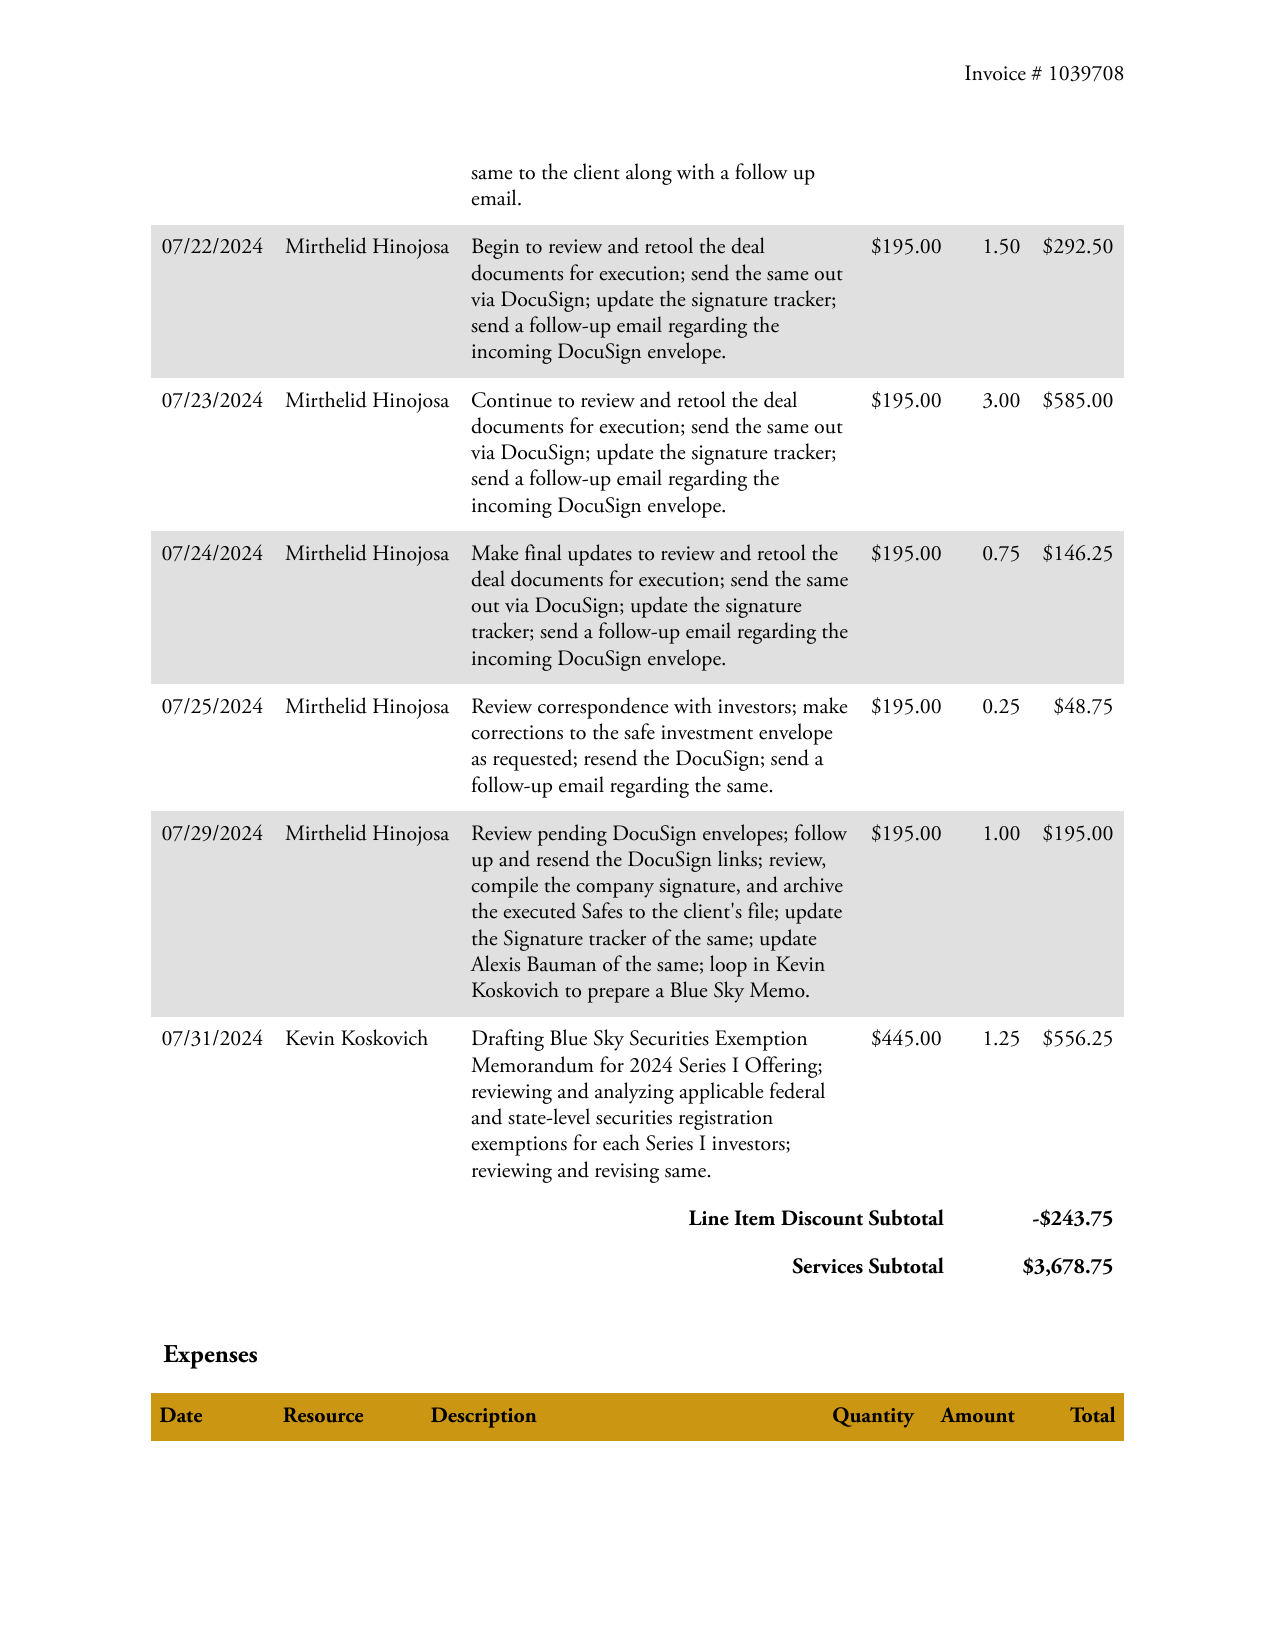 Invoice # 1039708
same to the client along with a follow up
email.
07/22/2024 Mirthelid Hinojosa Begin to review and retool the deal $195.00 1.50 $292.50
documents for execution; send the same out
via DocuSign; update the signature tracker;
send a follow-up email regarding the
incoming DocuSign envelope.
07/23/2024 Mirthelid Hinojosa Continue to review and retool the deal $195.00 3.00 $585.00
documents for execution; send the same out
via DocuSign; update the signature tracker;
send a follow-up email regarding the
incoming DocuSign envelope.
07/24/2024 Mirthelid Hinojosa Make final updates to review and retool the $195.00 0.75 $146.25
deal documents for execution; send the same
out via DocuSign; update the signature
tracker; send a follow-up email regarding the
incoming DocuSign envelope.
07/25/2024 Mirthelid Hinojosa Review correspondence with investors; make $195.00 0.25 $48.75
corrections to the safe investment envelope
as requested; resend the DocuSign; send a
follow-up email regarding the same.
07/29/2024 Mirthelid Hinojosa Review pending DocuSign envelopes; follow $195.00 1.00 $195.00
up and resend the DocuSign links; review,
compile the company signature, and archive
the executed Safes to the client's file; update
the Signature tracker of the same; update
Alexis Bauman of the same; loop in Kevin
Koskovich to prepare a Blue Sky Memo.
07/31/2024 Kevin Koskovich Drafting Blue Sky Securities Exemption $445.00 1.25 $556.25
Memorandum for 2024 Series I Offering;
reviewing and analyzing applicable federal
and state-level securities registration
exemptions for each Series I investors;
reviewing and revising same.
Line Item Discount Subtotal -$243.75
Services Subtotal $3,678.75
Expenses
Date Resource Description Quantity Amount Total